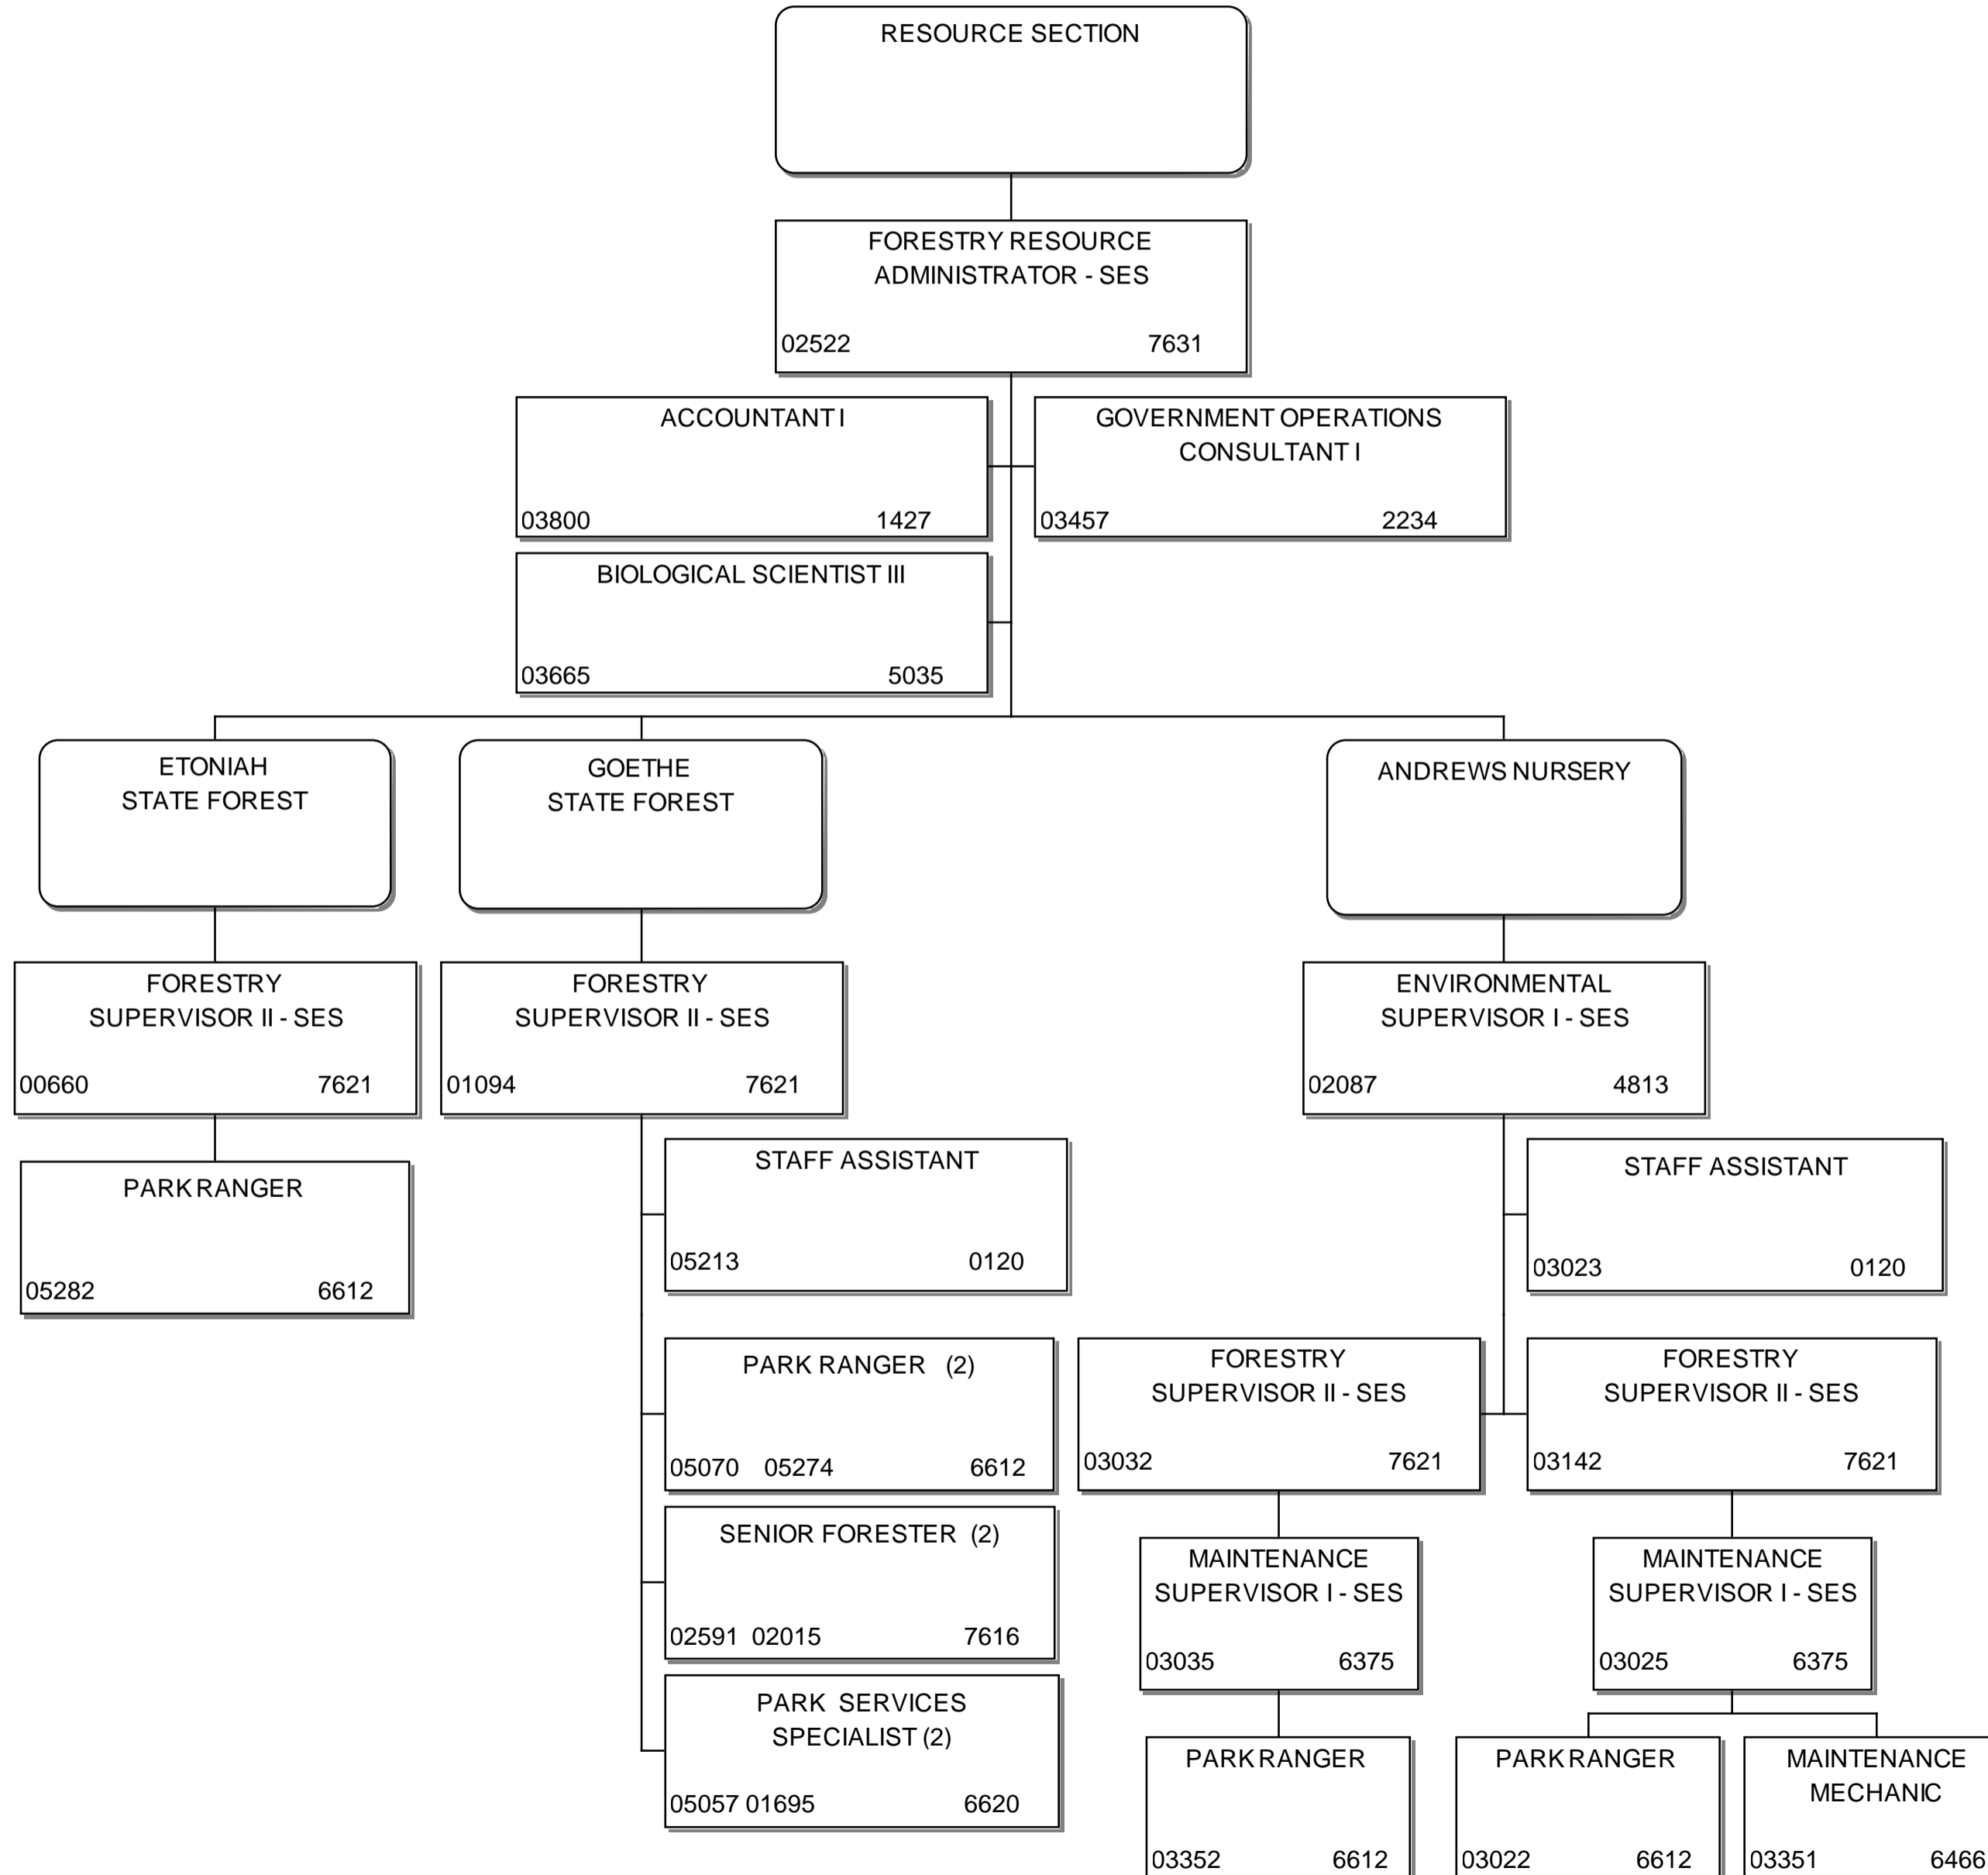 RESOURCE SECTION
FORESTRY RESOURCE
ADMINISTRATOR - SES
02522 7631
ACCOUNTANT I
03800 1427
GOVERNMENT OPERATIONS
CONSULTANT I
03457 2234
BIOLOGICAL SCIENTIST III
03665 5035
ETONIAH
STATE FOREST
GOETHE
STATE FOREST
ANDREWS NURSERY
FORESTRY
SUPERVISOR II - SES
00660 7621
FORESTRY
SUPERVISOR II - SES
01094 7621
ENVIRONMENTAL
SUPERVISOR I - SES
02087 4813
PARK RANGER
05282 6612
STAFF ASSISTANT
05213 0120
STAFF ASSISTANT
03023 0120
PARK RANGER (2)
05070 05274 6612
FORESTRY
SUPERVISOR II - SES
03032 7621
FORESTRY
SUPERVISOR II - SES
03142 7621
SENIOR FORESTER (2)
02591 02015 7616
MAINTENANCE
SUPERVISOR I - SES
03035 6375
MAINTENANCE
SUPERVISOR I - SES
03025 6375
PARK SERVICES
SPECIALIST (2)
05057 01695 6620
PARK RANGER
03352 6612
PARK RANGER
03022 6612
MAINTENANCE
MECHANIC
03351 6466